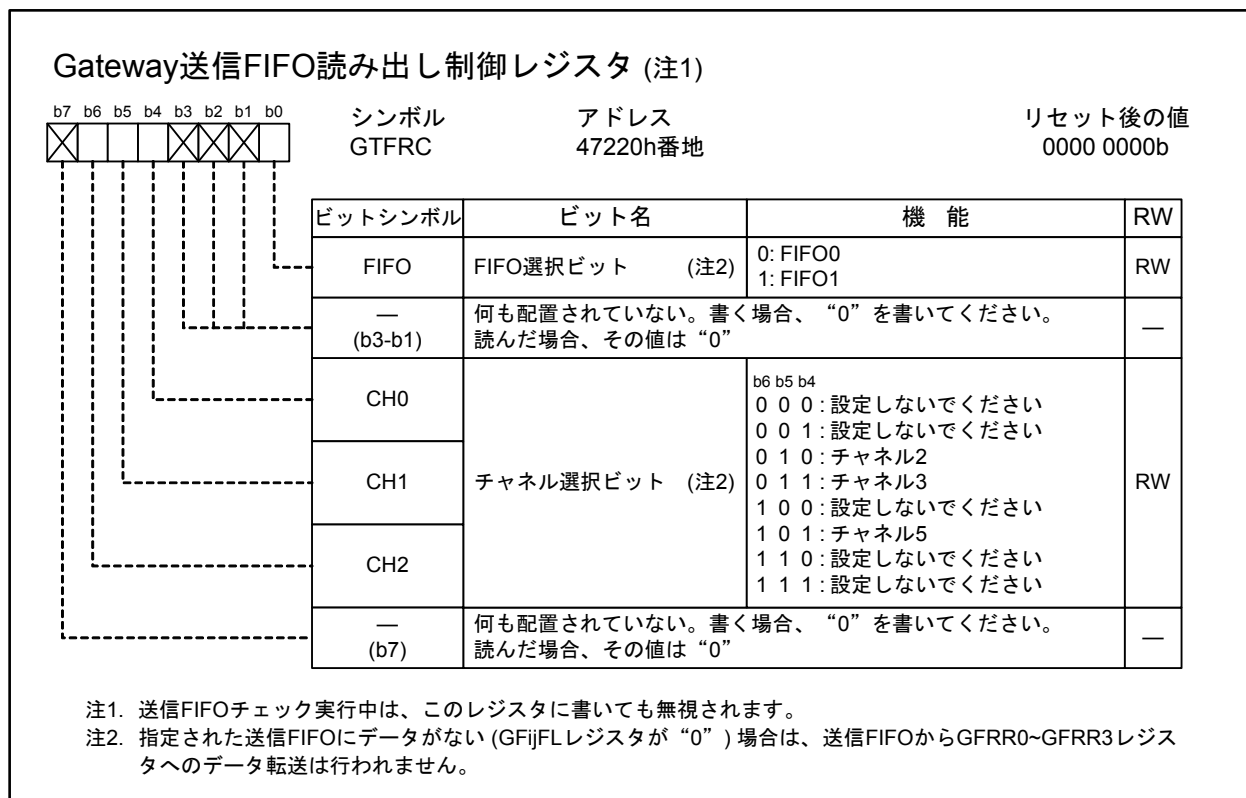 Gateway送信FIFO読み出し制御レジスタ (注1)
b7 b6 b5 b4 b3 b2 b1 b0
シンボル アドレス リセット後の値
GTFRC 47220h番地 0000 0000b
ビットシンボル ビット名 機 能 RW
FIFO FIFO選択ビット (注2) 0: FIFO0 RW
1: FIFO1
— 何も配置されていない。書く場合、“0”を書いてください。 —
(b3-b1) 読んだ場合、その値は“0”
CH0
CH1
CH2
チャネル選択ビット (注2)
b6 b5 b4
0 0 0 : 設定しないでください
0 0 1 : 設定しないでください
0 1 0 : チャネル2
0 1 1 : チャネル3
1 0 0 : 設定しないでください
1 0 1 : チャネル5
1 1 0 : 設定しないでください
1 1 1 : 設定しないでください
RW
— 何も配置されていない。書く場合、“0”を書いてください。 —
(b7) 読んだ場合、その値は“0”
注1. 送信FIFOチェック実行中は、このレジスタに書いても無視されます。
注2. 指定された送信FIFOにデータがない (GFijFLレジスタが“0”) 場合は、送信FIFOからGFRR0~GFRR3レジス
タへのデータ転送は行われません。